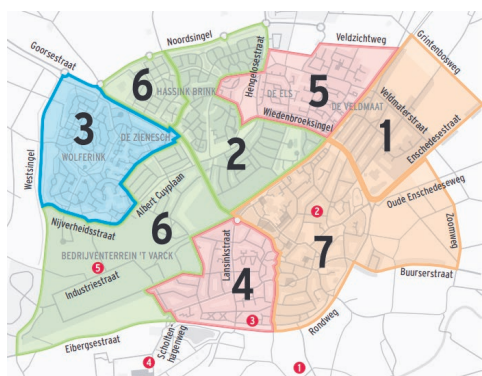 Noordsingel
Veldzichtweg
Grintenbosweg
Goorsestraat
Hengelosestraat
6
HASSINK BRINK
DE ELS
5
DE VELDMAAT
Veldmaterstraat
Enschedesestraat
1
3
DE ZIENESCH
WOLFERINK
Wiedenbroeksingel
2
Westsingel
Albert Cuyplaan
Oude Enschedeseweg
2
Nijverheidsstraat
6
Lansinkstraat
7
Zoomweg
BEDRIJVENTERREIN 'T VARCK
5
Industriestraat
4
Buurserstraat
3
Rondweg
Eibergsestraat
Scholten-
hagenweg
4
1